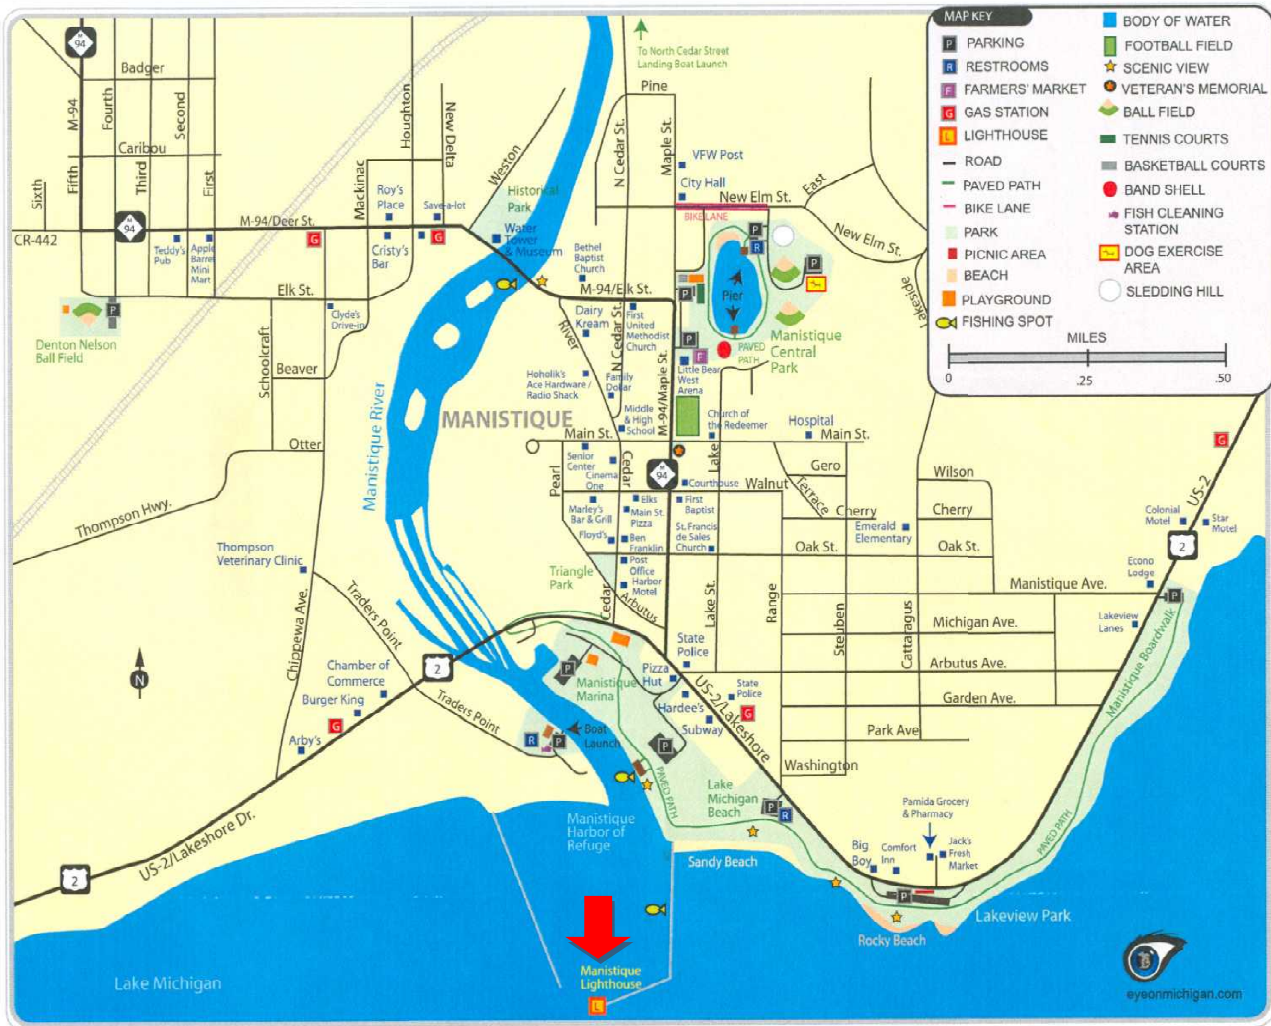 MAP KEY
P PARKING
R RESTROOMS
F FARMERS' MARKET
G GAS STATION
L LIGHTHOUSE
ROAD
PAVED PATH
BIKE LANE
PARK
PICNIC AREA
BEACH
PLAYGROUND
FISHING SPOT
BODY OF WATER
FOOTBALL FIELD
SCENIC VIEW
VETERAN'S MEMORIAL
BALL FIELD
TENNIS COURTS
BASKETBALL COURTS
BAND SHELL
FISH CLEANING
STATION
DOG EXERCISE
AREA
SLEDDING HILL
MILES
0 .25 .50
M
94
To North Cedar Street
Landing Boat Launch
Badger
Pine
M-94
Fourth
Second
Houghton
New Delta
Caribou
Sixth
Fifth
Third
First
Mackinac
Weston
N Cedar St.
Maple St.
VFW Post
City Hall
New Elm St.
East
BIKE LANE
New Elm St.
Lakeside
Roy's
Place
Save-a-lot
Historical
Park
M-94/Deer St.
M
94
CR-442
G
G
Teddy's
Pub
Apple
Barrel
Mini
Mart
Cristy's
Bar
Water
Tower
& Museum
Bethel
Baptist
Church
P
R
P
Elk St.
M-94/Elk St.
P
Pier
P
Denton Nelson
Ball Field
Clyde's
Drive-in
Schoolcraft
Beaver
River
Dairy
Kream
N Cedar St.
First
United
Methodist
Church
P
F
PAVED
PATH
Manistique
Central
Park
Little Bear
West
Arena
Hoholik's
Ace Hardware /
Radio Shack
Family
Dollar
M-94/Maple St.
Manistique River
MANISTIQUE
Middle
& High
School
Church of
the Redeemer
Hospital
Otter
Main St.
Main St.
G
Senior
Center
Cinema
One
Cedar
M
94
Lake
Gero
Wilson
Pearl
Courthouse
Walnut
Terrace
Thompson Hwy.
Marley's
Bar & Grill
Elks
Main St.
Pizza
First
Baptist
Cherry
Cherry
US-2
Colonial
Motel
Star
Motel
Floyd's
Ben
Franklin
St. Francis
de Sales
Church
Emerald
Elementary
2
Thompson
Veterinary Clinic
Oak St.
Oak St.
Triangle
Park
Post
Office
Harbor
Motel
Econo
Lodge
Manistique Ave.
Chippewa Ave.
Traders Point
Cedar
Arbutus
Lake St.
Range
Steuben
Cattaragus
P
Lakeview
Lanes
Michigan Ave.
Manistique Boardwalk
State
Police
Arbutus Ave.
N
2
Chamber of
Commerce
P
Manistique
Marina
Pizza
Hut
US-2/Lakeshore
State
Police
Garden Ave.
Burger King
Traders Point
Hardee's
G
G
Subway
Park Ave
Arby's
R
P
Boat
Launch
P
Washington
PAVED PATH
Lake
Michigan
Beach
P
R
Pamida Grocery
& Pharmacy
PAVED PATH
US-2/Lakeshore Dr.
Manistique
Harbor of
Refuge
Sandy Beach
Big
Boy
Comfort
Inn
Jack's
Fresh
Market
2
P
Lakeview Park
Rocky Beach
Lake Michigan
Manistique
Lighthouse
L
eyeonmichigan.com